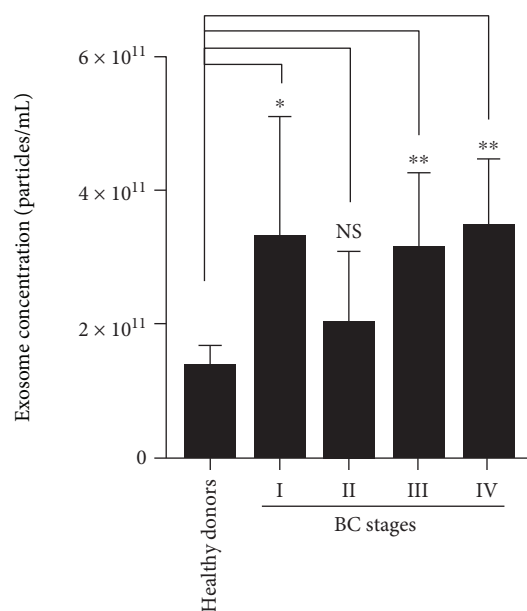 Exosome concentration (particles/mL)
6 × 10¹¹
4 × 10¹¹
2 × 10¹¹
0
*
NS
**
**
Healthy donors
I
II
III
IV
BC stages